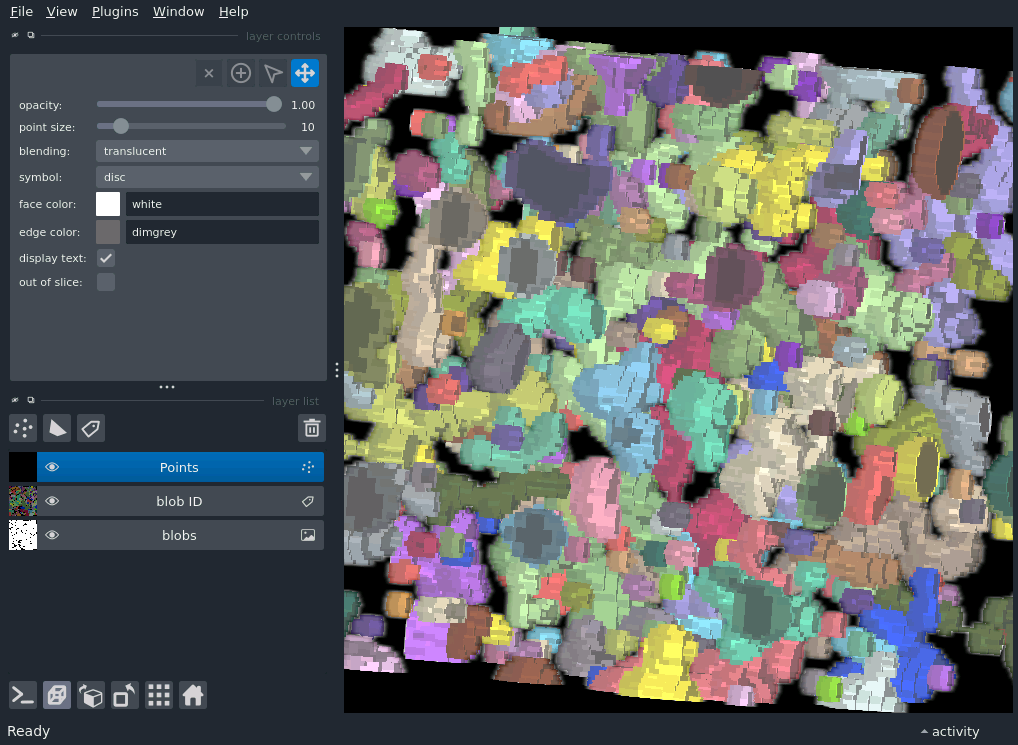 File View Plugins Window Help
layer controls
opacity: 1.00
point size: 10
blending: translucent
symbol: disc
face color: white
edge color: dimgrey
display text:
out of slice:
layer list
Points
blob ID
blobs
Ready
activity